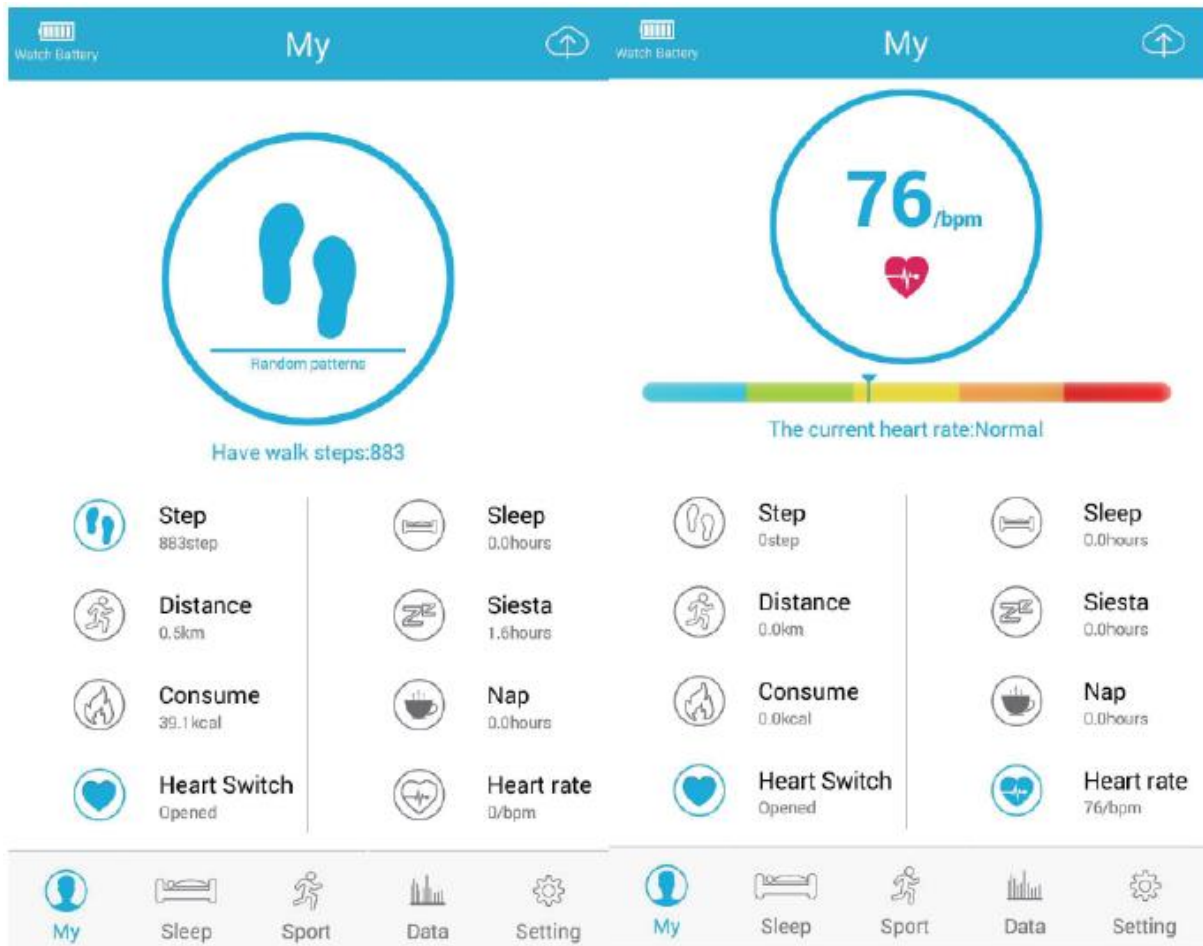 Watch Battery
My
Random patterns
Have walk steps:883
Step
883step
Sleep
0.0hours
Distance
0.5km
Siesta
1.6hours
Consume
39.1kcal
Nap
0.0hours
Heart Switch
Opened
Heart rate
0/bpm
My
Sleep
Sport
Data
Setting
Watch Battery
My
76/bpm
The current heart rate:Normal
Step
0step
Sleep
0.0hours
Distance
0.0km
Siesta
0.0hours
Consume
0.0kcal
Nap
0.0hours
Heart Switch
Opened
Heart rate
76/bpm
My
Sleep
Sport
Data
Setting